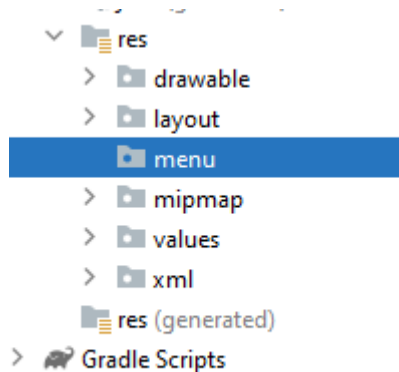 res
drawable
layout
menu
mipmap
values
xml
res (generated)
Gradle Scripts